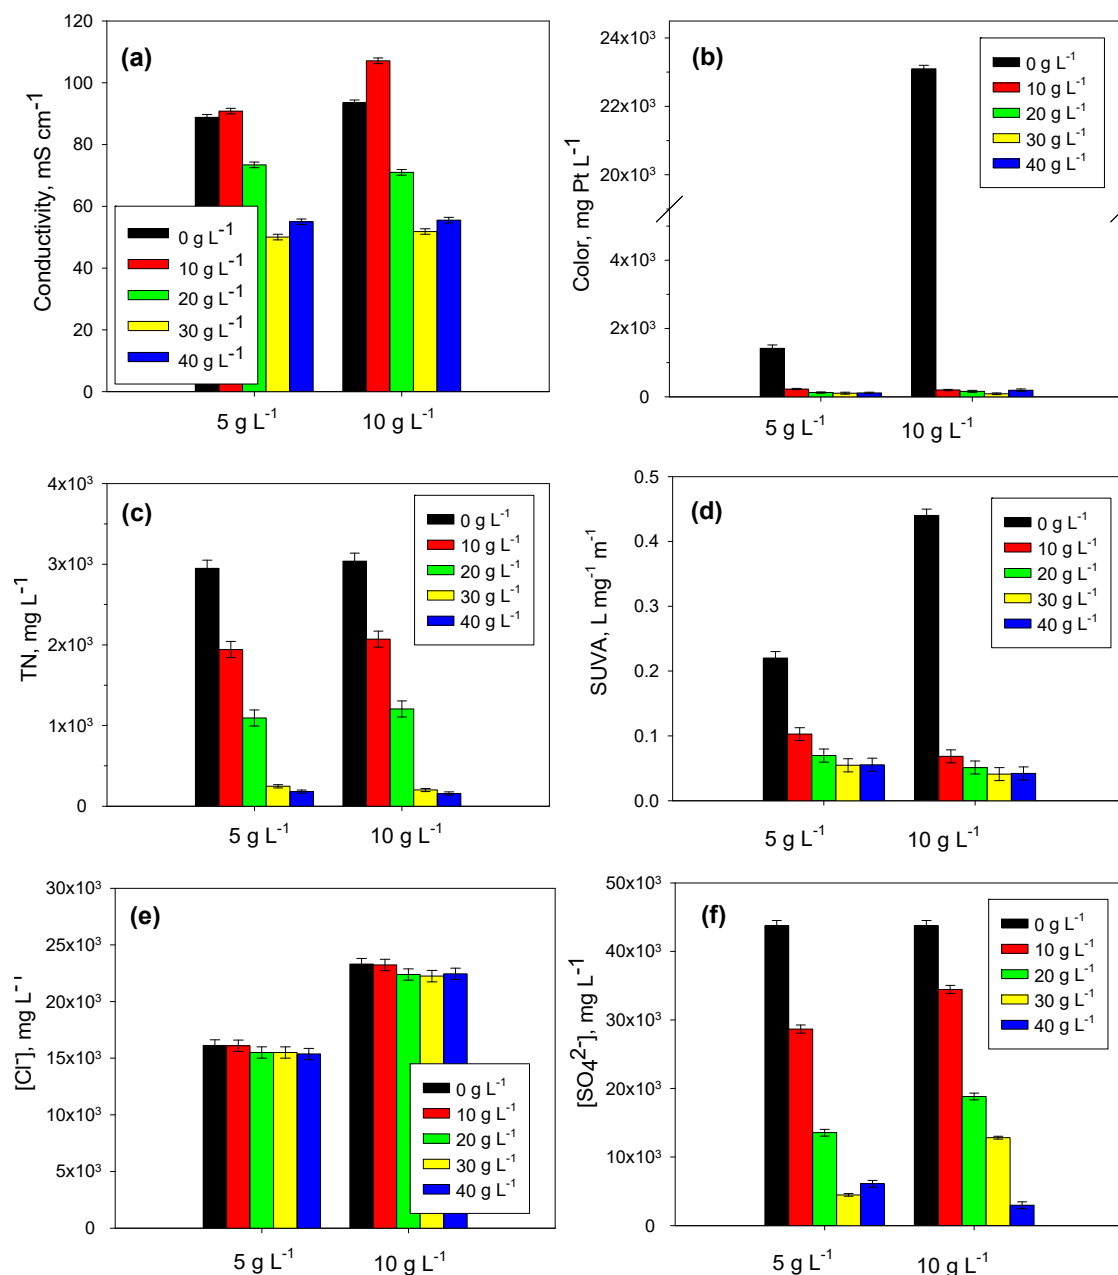 (a)
Conductivity, mS cm⁻¹
120
100
80
60
40
20
0
0 g L⁻¹
10 g L⁻¹
20 g L⁻¹
30 g L⁻¹
40 g L⁻¹
5 g L⁻¹
10 g L⁻¹
(b)
Color, mg Pt L⁻¹
24x10³
22x10³
20x10³
4x10³
2x10³
0
0 g L⁻¹
10 g L⁻¹
20 g L⁻¹
30 g L⁻¹
40 g L⁻¹
5 g L⁻¹
10 g L⁻¹
(c)
TN, mg L⁻¹
4x10³
3x10³
2x10³
1x10³
0
0 g L⁻¹
10 g L⁻¹
20 g L⁻¹
30 g L⁻¹
40 g L⁻¹
5 g L⁻¹
10 g L⁻¹
(d)
SUVA, L mg⁻¹ m⁻¹
0.5
0.4
0.3
0.2
0.1
0.0
0 g L⁻¹
10 g L⁻¹
20 g L⁻¹
30 g L⁻¹
40 g L⁻¹
5 g L⁻¹
10 g L⁻¹
(e)
[Cl⁻], mg L⁻¹
30x10³
25x10³
20x10³
15x10³
10x10³
5x10³
0
0 g L⁻¹
10 g L⁻¹
20 g L⁻¹
30 g L⁻¹
40 g L⁻¹
5 g L⁻¹
10 g L⁻¹
(f)
[SO₄²⁻], mg L⁻¹
50x10³
40x10³
30x10³
20x10³
10x10³
0
0 g L⁻¹
10 g L⁻¹
20 g L⁻¹
30 g L⁻¹
40 g L⁻¹
5 g L⁻¹
10 g L⁻¹